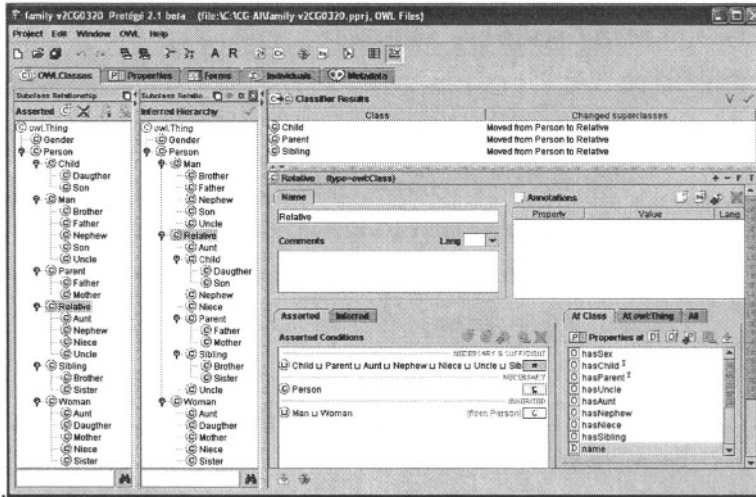 family v2CG0320 Protégé 2.1 beta (file:\C:\CG-AI\family v2CG0320.pprj, OWL Files)
Project Edit Window OWL Help
OWLClasses Properties Forms Individuals Metadata
Subclass Relationship
Asserted
owl:Thing
Gender
Person
Child
Daugther
Son
Man
Brother
Father
Nephew
Son
Uncle
Parent
Father
Mother
Relative
Aunt
Nephew
Niece
Uncle
Sibling
Brother
Sister
Woman
Aunt
Daugther
Mother
Niece
Sister
Subclass Relatio...
Inferred Hierarchy
owl:Thing
Gender
Person
Man
Brother
Father
Nephew
Son
Uncle
Relative
Aunt
Child
Daugther
Son
Nephew
Niece
Parent
Father
Mother
Sibling
Brother
Sister
Uncle
Woman
Aunt
Daugther
Mother
Niece
Sister
Classifier Results
Class Changed superclasses
Child Moved from Person to Relative
Parent Moved from Person to Relative
Sibling Moved from Person to Relative
Relative (type=owl:Class)
Name
Relative
Comments Lang
Annotations
Property Value Lang
Asserted Inferred
Asserted Conditions
NECESSARY & SUFFICIENT
Child ⊔ Parent ⊔ Aunt ⊔ Nephew ⊔ Niece ⊔ Uncle ⊔ Sib
NECESSARY
Person
INHERITED
Man ⊔ Woman [from Person]
At Class At owl:Thing All
Properties at
hasSex
hasChild
hasParent
hasUncle
hasAunt
hasNephew
hasNiece
hasSibling
name